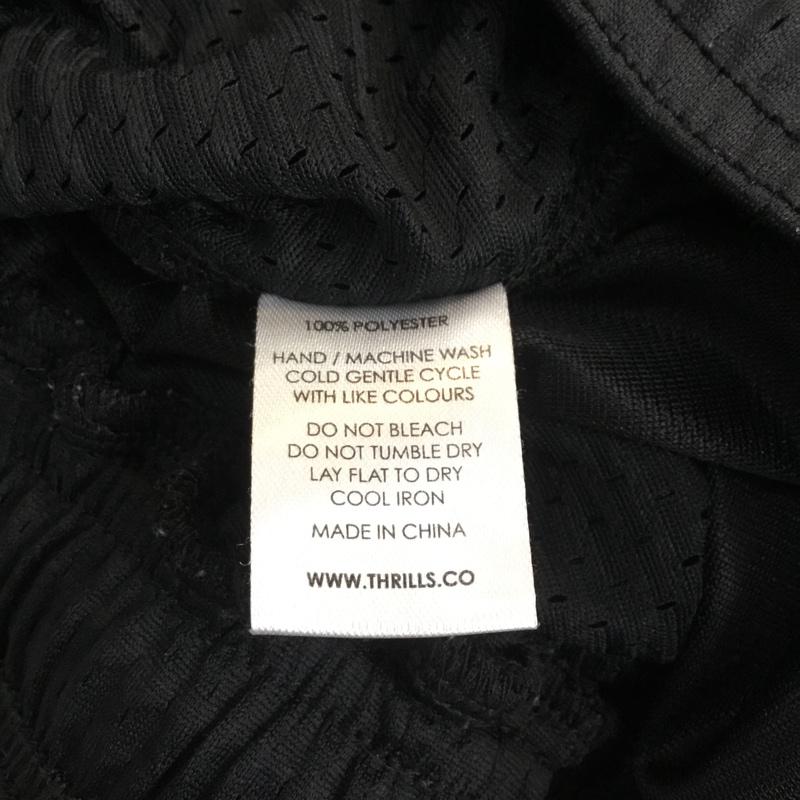 100% POLYESTER
HAND / MACHINE WASH
COLD GENTLE CYCLE
WITH LIKE COLOURS
DO NOT BLEACH
DO NOT TUMBLE DRY
LAY FLAT TO DRY
COOL IRON
MADE IN CHINA
WWW.THRILLS.CO